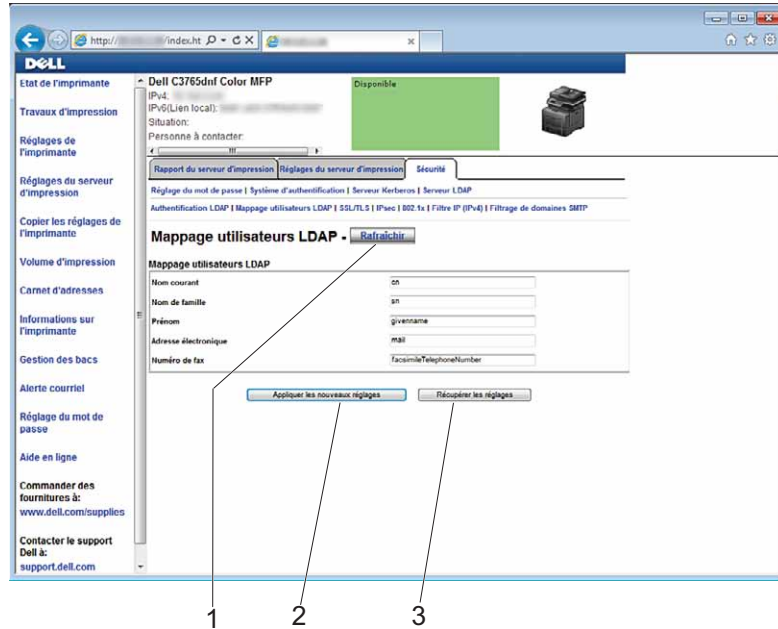 http:// /index.ht
DELL
Etat de l'imprimante
Travaux d'impression
Réglages de
l'imprimante
Réglages du serveur
d'impression
Copier les réglages de
l'imprimante
Volume d'impression
Carnet d'adresses
Informations sur
l'imprimante
Gestion des bacs
Alerte courriel
Réglage du mot de
passe
Aide en ligne
Commander des
fournitures à:
www.dell.com/supplies
Contacter le support
Dell à:
support.dell.com
Dell C3765dnf Color MFP
IPv4:
IPv6(Lien local):
Situation:
Personne à contacter:
Disponible
Rapport du serveur d'impression Réglages du serveur d'impression Sécurité
Réglage du mot de passe | Système d'authentification | Serveur Kerberos | Serveur LDAP
Authentification LDAP | Mappage utilisateurs LDAP | SSL/TLS | IPsec | 802.1x | Filtre IP (IPv4) | Filtrage de domaines SMTP
Mappage utilisateurs LDAP - Rafraîchir
Mappage utilisateurs LDAP
Nom courant cn
Nom de famille sn
Prénom givenname
Adresse électronique mail
Numéro de fax facsimileTelephoneNumber
Appliquer les nouveaux réglages Récupérer les réglages
1 2 3